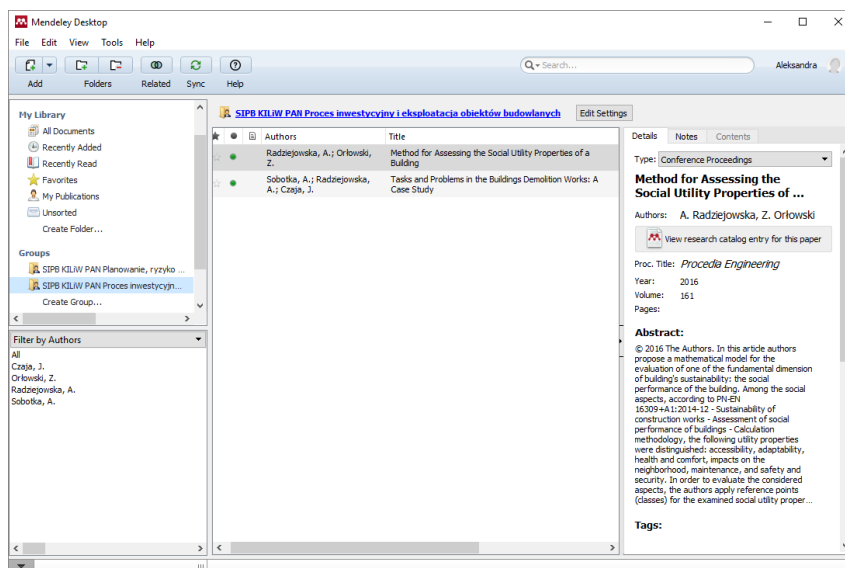 Mendeley Desktop
File Edit View Tools Help
Search...
Aleksandra
Add Folders Related Sync Help
My Library
All Documents
Recently Added
Recently Read
Favorites
My Publications
Unsorted
Create Folder...
Groups
SIPB KILiW PAN Planowanie, ryzyko ...
SIPB KILiW PAN Proces inwestycyjn...
Create Group...
Filter by Authors
All
Czaja, J.
Orłowski, Z.
Radziejowska, A.
Sobotka, A.
SIPB KILiW PAN Proces inwestycyjny i eksploatacja obiektów budowlanych
Edit Settings
Authors Title
Radziejowska, A.; Orłowski, Z.
Method for Assessing the Social Utility Properties of a
Building
Sobotka, A.; Radziejowska,
A.; Czaja, J.
Tasks and Problems in the Buildings Demolition Works: A
Case Study
Details Notes Contents
Type: Conference Proceedings
Method for Assessing the
Social Utility Properties of ...
Authors: A. Radziejowska, Z. Orłowski
View research catalog entry for this paper
Proc. Title: Procedia Engineering
Year: 2016
Volume: 161
Pages:
Abstract:
© 2016 The Authors. In this article authors
propose a mathematical model for the
evaluation of one of the fundamental dimension
of building's sustainability: the social
performance of the building. Among the social
aspects, according to PN-EN
16309+A1:2014-12 - Sustainability of
construction works - Assessment of social
performance of buildings - Calculation
methodology, the following utility properties
were distinguished: accessibility, adaptability,
health and comfort, impacts on the
neighborhood, maintenance, and safety and
security. In order to evaluate the considered
aspects, the authors apply reference points
(classes) for the examined social utility proper...
Tags: